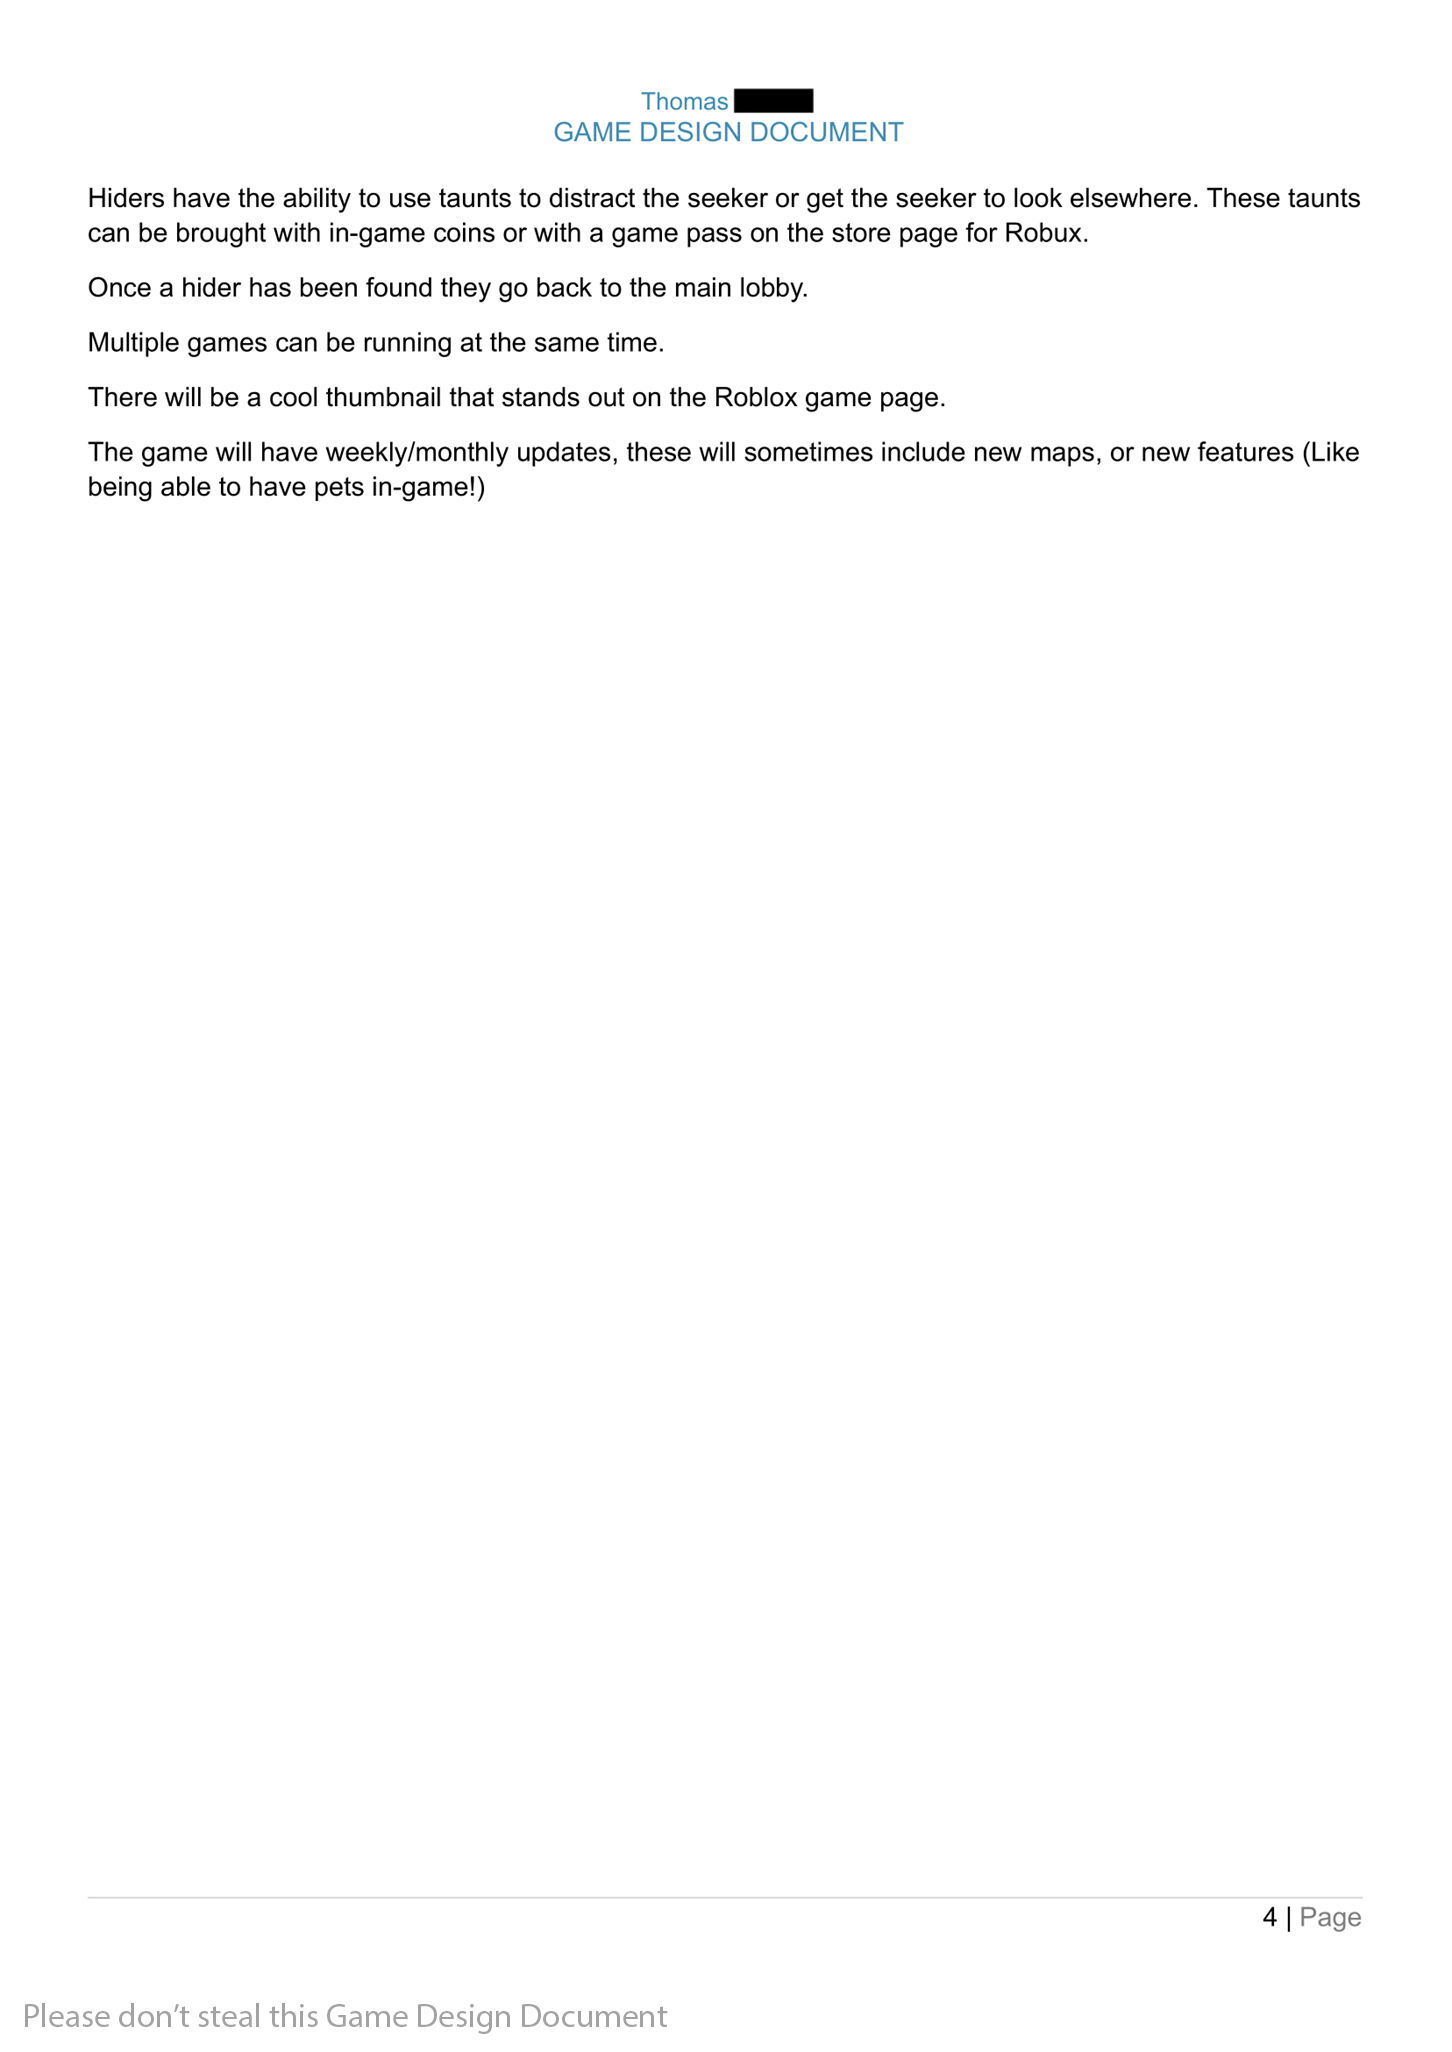 Thomas
GAME DESIGN DOCUMENT
Hiders have the ability to use taunts to distract the seeker or get the seeker to look elsewhere. These taunts
can be brought with in-game coins or with a game pass on the store page for Robux.
Once a hider has been found they go back to the main lobby.
Multiple games can be running at the same time.
There will be a cool thumbnail that stands out on the Roblox game page.
The game will have weekly/monthly updates, these will sometimes include new maps, or new features (Like
being able to have pets in-game!)
4 | Page
Please don’t steal this Game Design Document